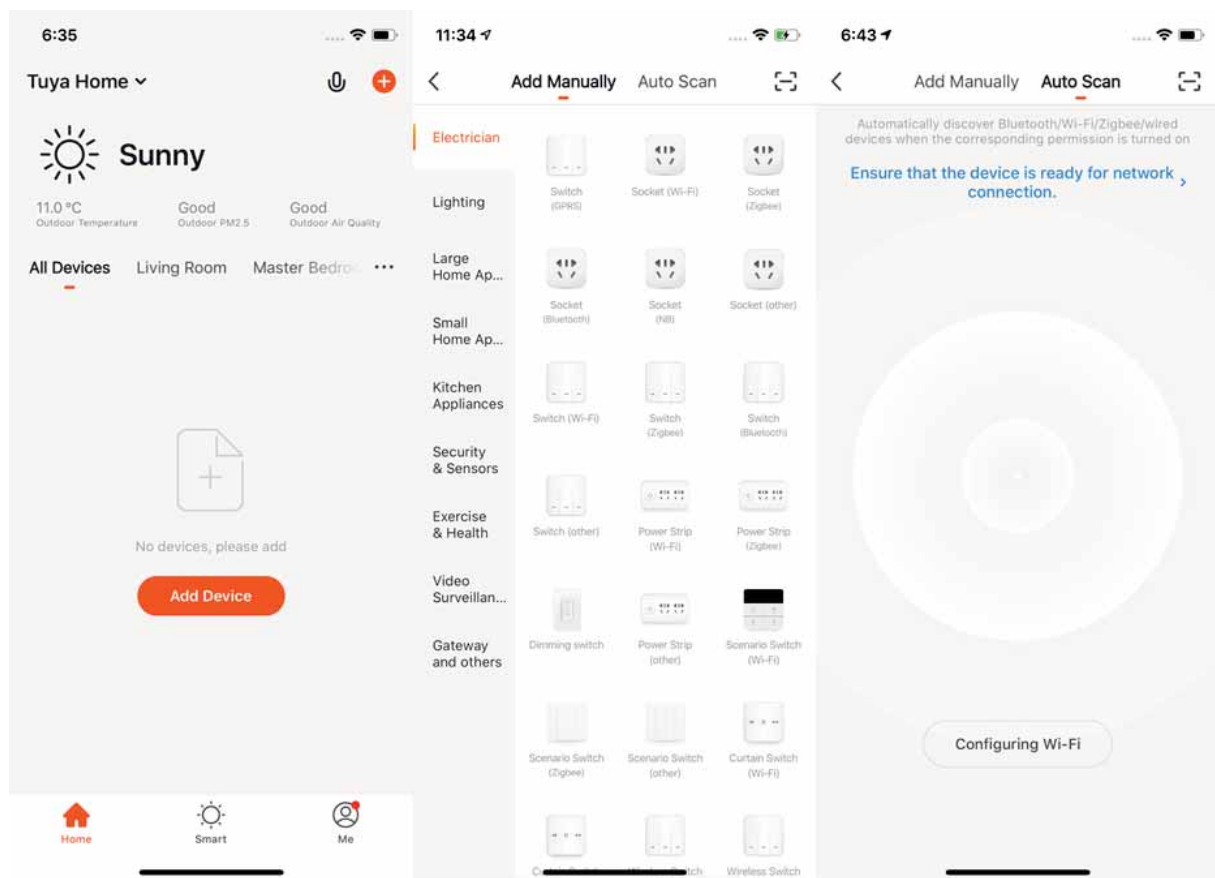 6:35
Tuya Home
Sunny
11.0 °C
Good
Good
Outdoor Temperature
Outdoor PM2.5
Outdoor Air Quality
All Devices
Living Room
Master Bedro
No devices, please add
Add Device
Home
Smart
Me
11:34
Add Manually
Auto Scan
Electrician
Lighting
Large
Home Ap...
Small
Home Ap...
Kitchen
Appliances
Security
& Sensors
Exercise
& Health
Video
Surveillan...
Gateway
and others
Switch
(GPRS)
Socket (Wi-Fi)
Socket
(Zigbee)
Socket
(Bluetooth)
Socket
(NB)
Socket (other)
Switch (Wi-Fi)
Switch
(Zigbee)
Switch
(Bluetooth)
Switch (other)
Power Strip
(Wi-Fi)
Power Strip
(Zigbee)
Dimming switch
Power Strip
(other)
Scenario Switch
(Wi-Fi)
Scenario Switch
(Zigbee)
Scenario Switch
(other)
Curtain Switch
(Wi-Fi)
Wireless Switch
6:43
Add Manually
Auto Scan
Automatically discover Bluetooth/Wi-Fi/Zigbee/wired
devices when the corresponding permission is turned on
Ensure that the device is ready for network
connection.
Configuring Wi-Fi